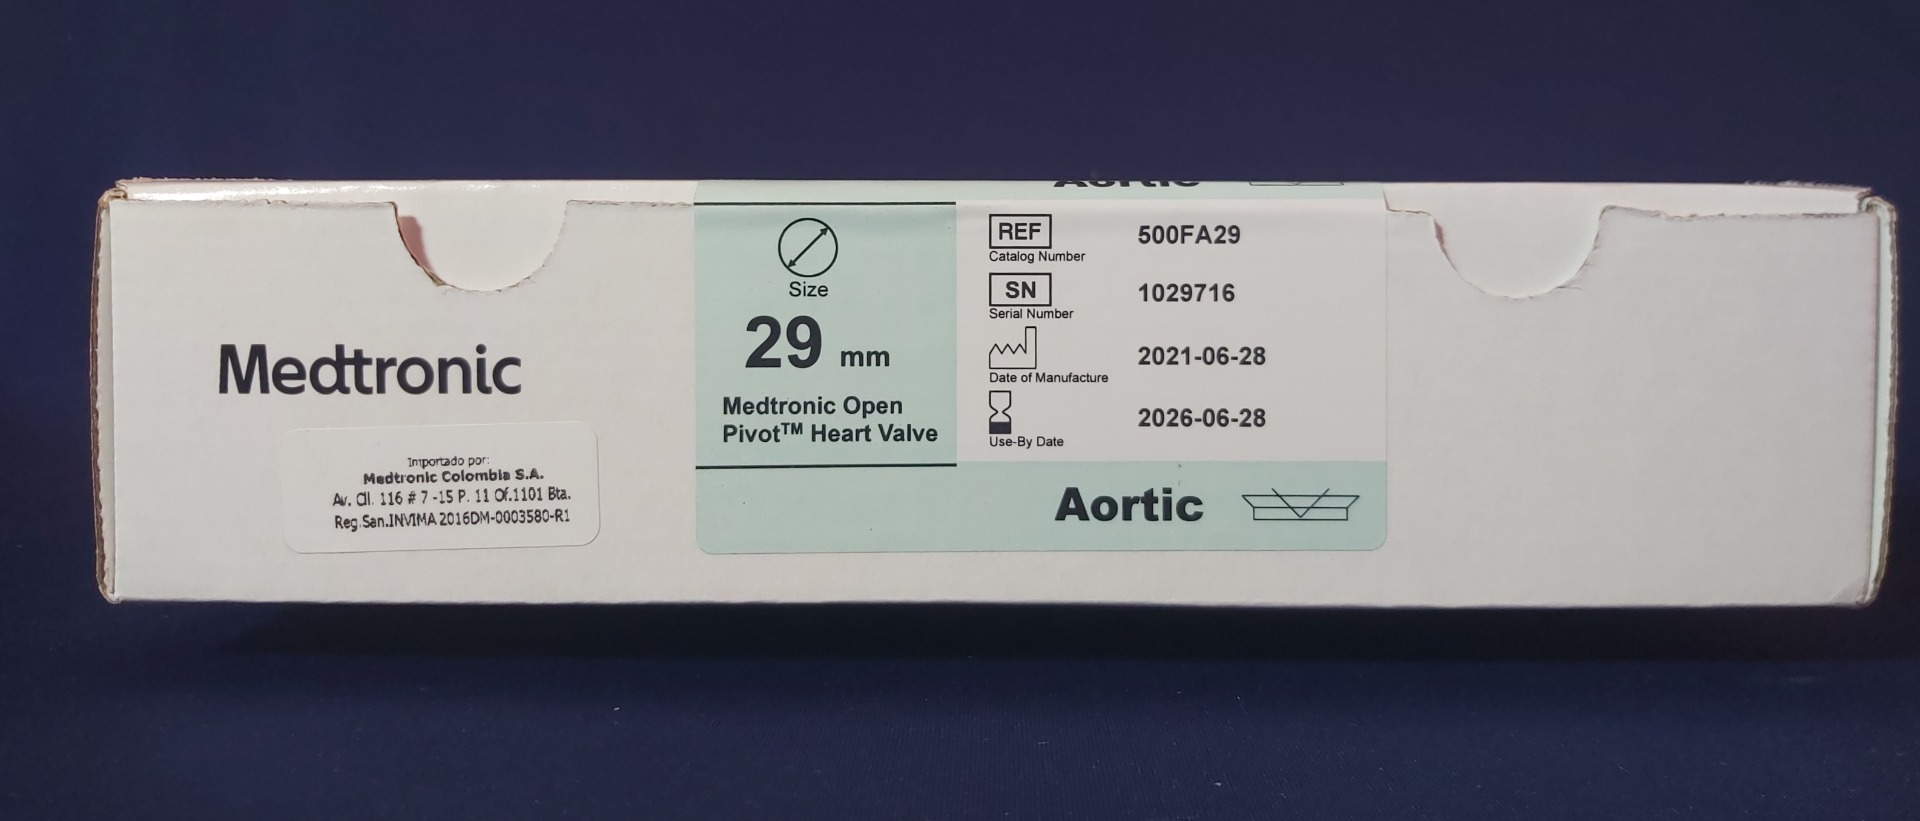 Medtronic
Importado por:
Medtronic Colombia S.A.
Av. Cll. 116 # 7 -15 P. 11 Of.1101 Bta.
Reg.San.INVIMA 2016DM-0003580-R1
Size
29 mm
Medtronic Open
Pivot™ Heart Valve
Aortic
REF 500FA29
Catalog Number
SN 1029716
Serial Number
2021-06-28
Date of Manufacture
2026-06-28
Use-By Date
Aortic